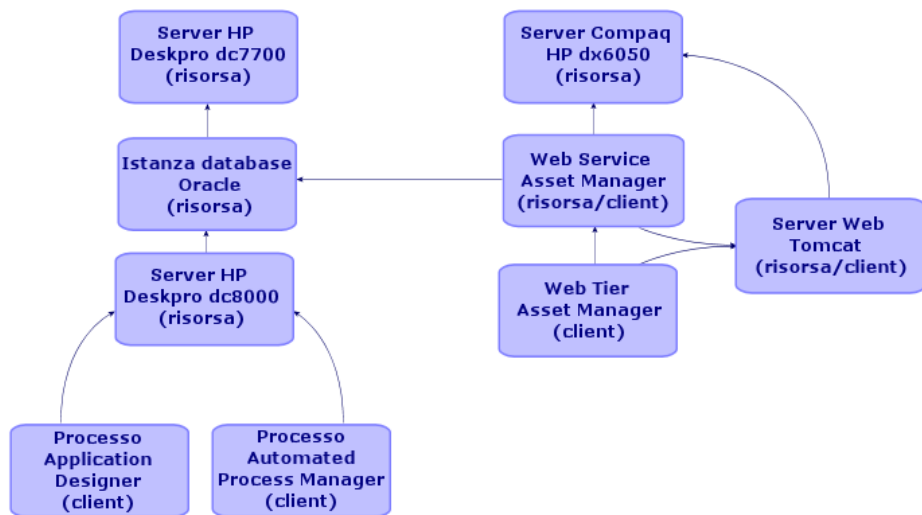 Server HP
Deskpro dc7700
(risorsa)
Server Compaq
HP dx6050
(risorsa)
Istanza database
Oracle
(risorsa)
Web Service
Asset Manager
(risorsa/client)
Server Web
Tomcat
(risorsa/client)
Server HP
Deskpro dc8000
(risorsa)
Web Tier
Asset Manager
(client)
Processo
Application
Designer
(client)
Processo
Automated
Process Manager
(client)